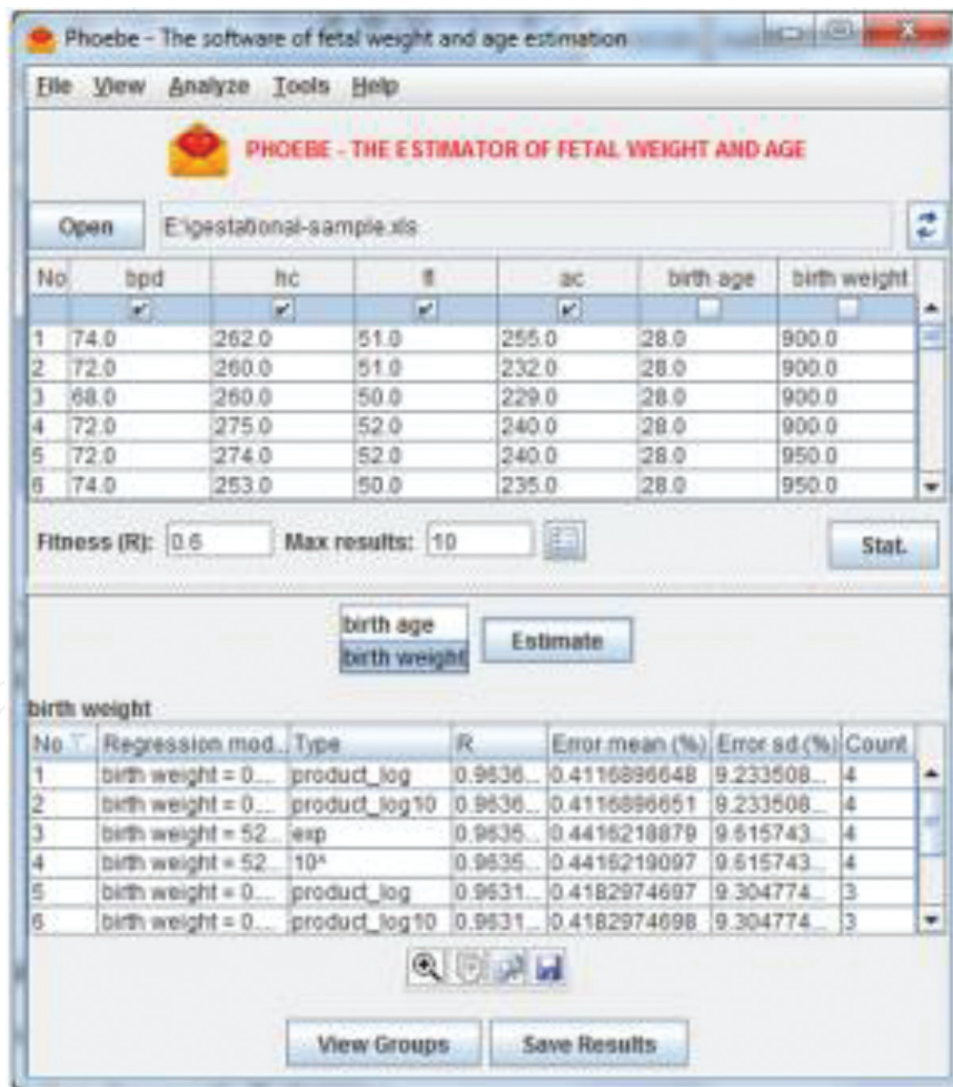 Phoebe - The software of fetal weight and age estimation
File View Analyze Tools Help
PHOEBE - THE ESTIMATOR OF FETAL WEIGHT AND AGE
Open E:\gestational-sample.xls
No bpd hc fl ac birth age birth weight
1 74.0 262.0 51.0 255.0 28.0 900.0
2 72.0 260.0 51.0 232.0 28.0 900.0
3 68.0 260.0 50.0 229.0 28.0 900.0
4 72.0 275.0 52.0 240.0 28.0 900.0
5 72.0 274.0 52.0 240.0 28.0 950.0
6 74.0 253.0 50.0 235.0 28.0 950.0
Fitness (R): 0.6 Max results: 10 Stat.
birth age
birth weight Estimate
birth weight
No Regression mod... Type R Error mean (%) Error sd (%) Count
1 birth weight = 0.... product_log 0.9636... 0.4116896648 9.233508... 4
2 birth weight = 0.... product_log10 0.9636... 0.4116896651 9.233508... 4
3 birth weight = 52... exp 0.9635... 0.4416218879 9.615743... 4
4 birth weight = 52... 10^ 0.9635... 0.4416219097 9.615743... 4
5 birth weight = 0.... product_log 0.9631... 0.4182974697 9.304774... 3
6 birth weight = 0.... product_log10 0.9631... 0.4182974698 9.304774... 3
View Groups Save Results